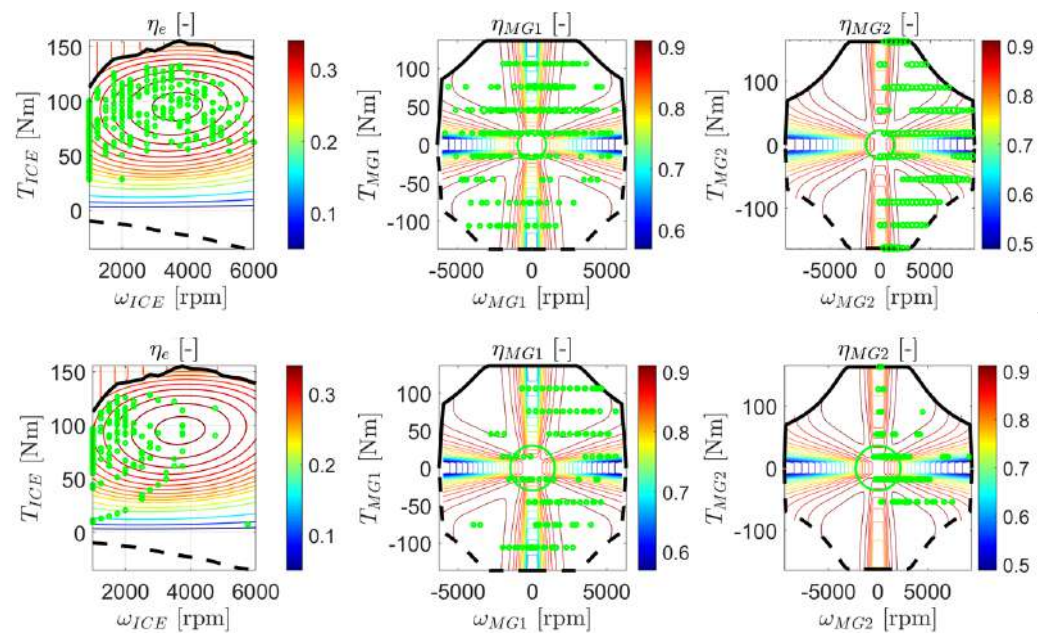 η_e [-]
150
100
50
0
T_ICE [Nm]
2000 4000 6000
ω_ICE [rpm]
0.3
0.2
0.1
η_MG1 [-]
100
50
0
-50
-100
T_MG1 [Nm]
-5000 0 5000
ω_MG1 [rpm]
0.9
0.8
0.7
0.6
η_MG2 [-]
100
0
-100
T_MG2 [Nm]
-5000 0 5000
ω_MG2 [rpm]
0.9
0.8
0.7
0.6
0.5
η_e [-]
150
100
50
0
T_ICE [Nm]
2000 4000 6000
ω_ICE [rpm]
0.3
0.2
0.1
η_MG1 [-]
100
50
0
-50
-100
T_MG1 [Nm]
-5000 0 5000
ω_MG1 [rpm]
0.9
0.8
0.7
0.6
η_MG2 [-]
100
0
-100
T_MG2 [Nm]
-5000 0 5000
ω_MG2 [rpm]
0.9
0.8
0.7
0.6
0.5